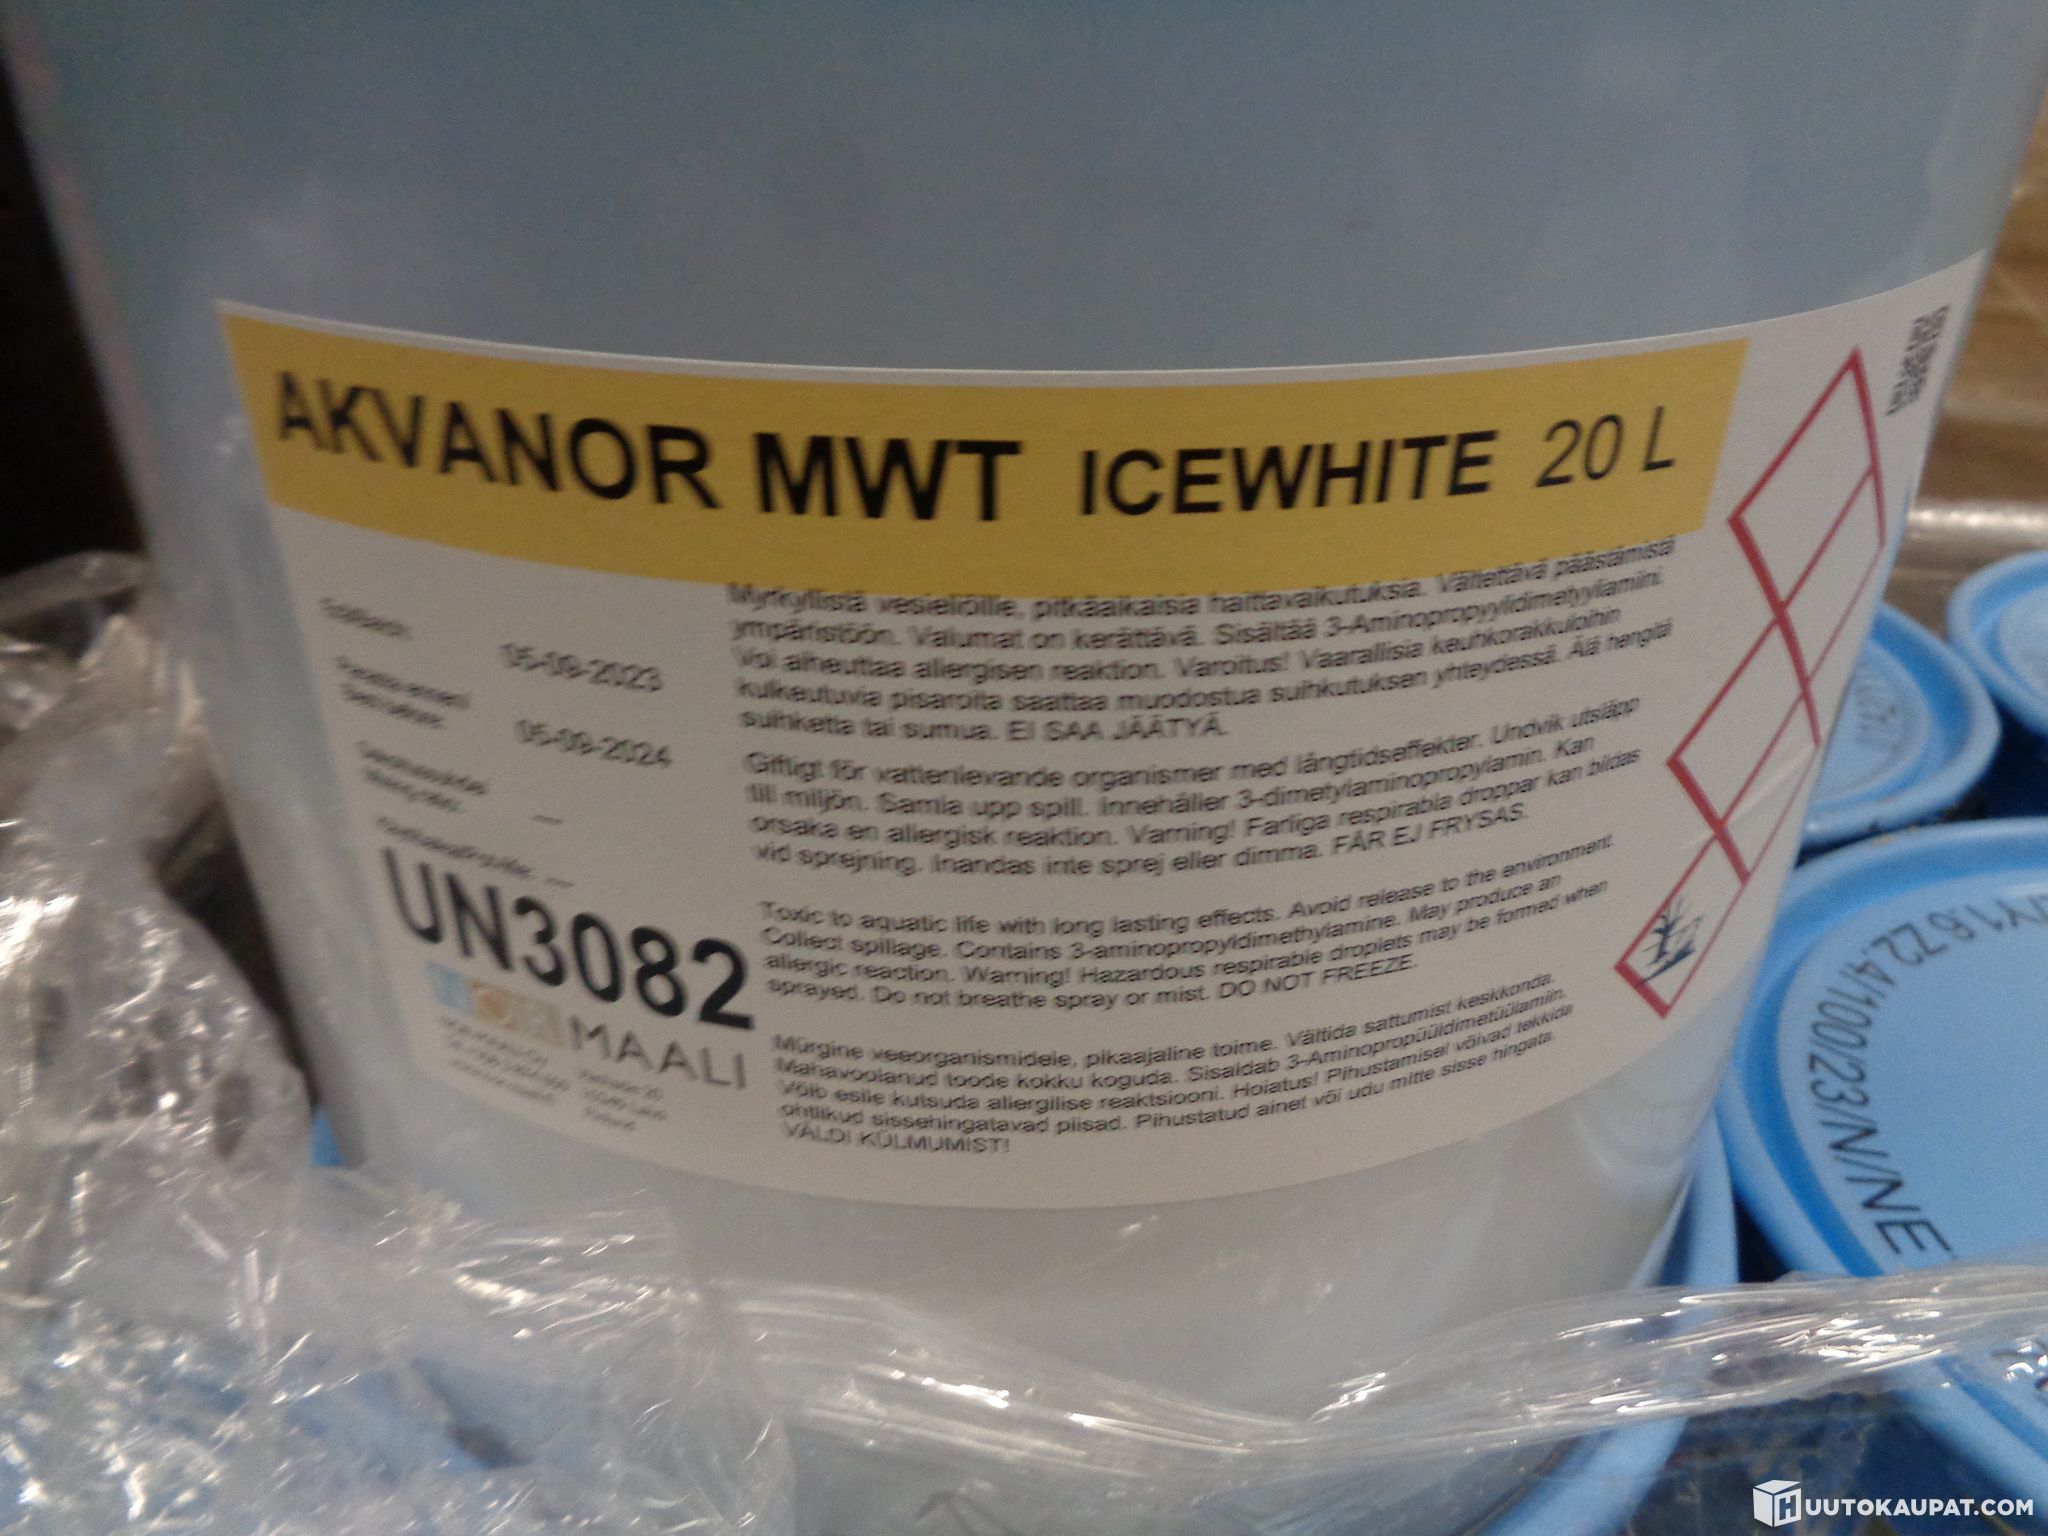 AKVANOR MWT ICEWHITE 20 L
05-09-2023
05-09-2024
UN3082
MAALI
Myrkyllistä vesieliöille, pitkäaikaisia haittavaikutuksia. Vältettävä päästämistä
ympäristöön. Valumat on kerättävä. Sisältää 3-Aminopropyylidimetyyliamiini.
Voi aiheuttaa allergisen reaktion. Varoitus! Vaarallisia keuhkorakkuloihin
kulkeutuvia pisaroita saattaa muodostua suihkutuksen yhteydessä. Älä hengitä
suihketta tai sumua. EI SAA JÄÄTYÄ.
Giftigt för vattenlevande organismer med långtidseffekter. Undvik utsläpp
till miljön. Samla upp spill. Innehåller 3-dimetylaminopropylamin. Kan
orsaka en allergisk reaktion. Varning! Farliga respirabla droppar kan bildas
vid sprejning. Inandas inte sprej eller dimma. FÅR EJ FRYSAS.
Toxic to aquatic life with long lasting effects. Avoid release to the environment.
Collect spillage. Contains 3-aminopropyldimethylamine. May produce an
allergic reaction. Warning! Hazardous respirable droplets may be formed when
sprayed. Do not breathe spray or mist. DO NOT FREEZE.
Mürgine veeorganismidele, pikaajaline toime. Vältida sattumist keskkonda.
Mahavoolanud toode kokku koguda. Sisaldab 3-Aminopropüüldimetüülamiin.
Võib esile kutsuda allergilise reaktsiooni. Hoiatus! Pihustamisel võivad tekkida
ohtlikud sissehingatavad piisad. Pihustatud ainet või udu mitte sisse hingata.
VÄLDI KÜLMUMIST!
1.6 72.4/100/23/N/NE
HUUTOKAUPAT.COM